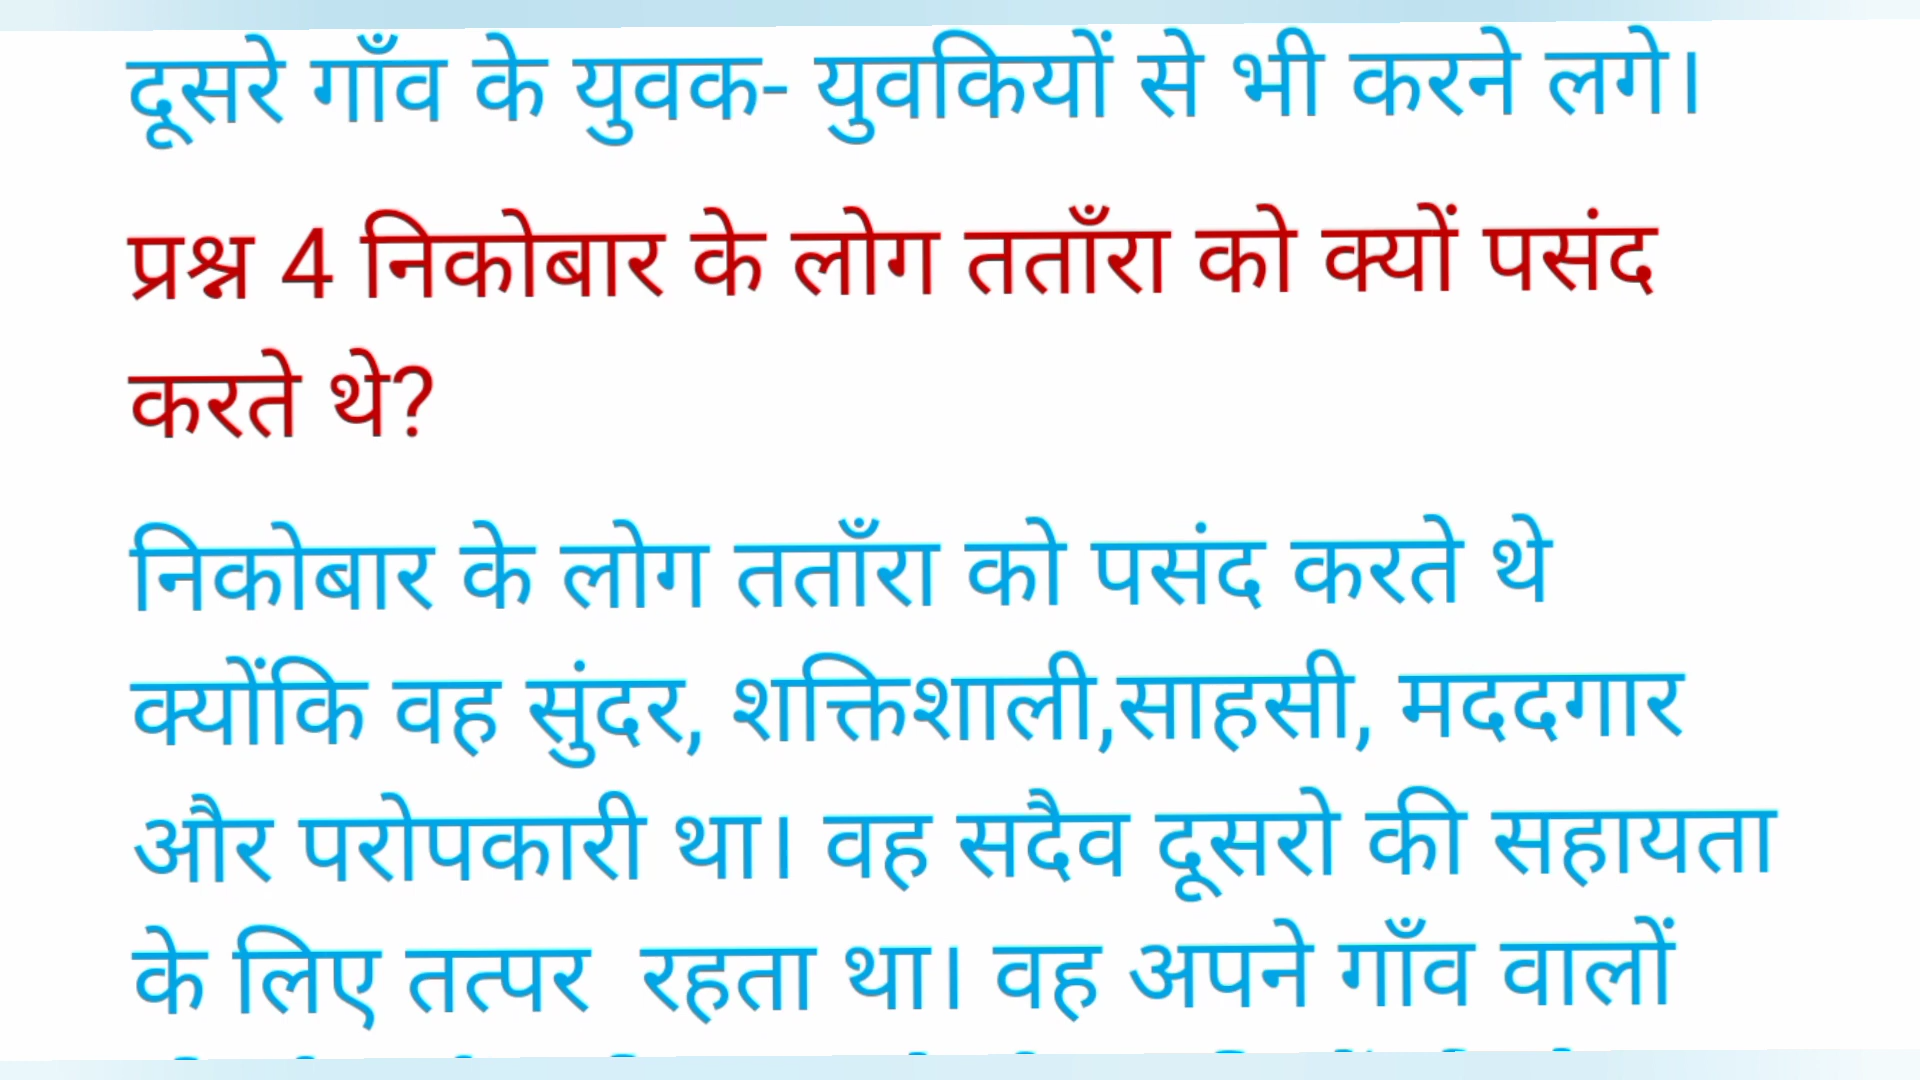 दूसरे गाँव के युवक- युवकियों से भी करने लगे।
प्रश्न 4 निकोबार के लोग तताँरा को क्यों पसंद
करते थे?
निकोबार के लोग तताँरा को पसंद करते थे
क्योंकि वह सुंदर, शक्तिशाली,साहसी, मददगार
और परोपकारी था। वह सदैव दूसरो की सहायता
के लिए तत्पर  रहता था। वह अपने गाँव वालों